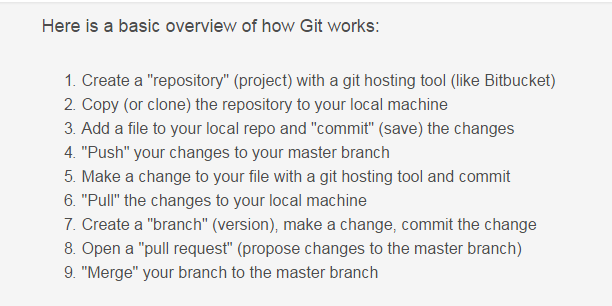 Here is a basic overview of how Git works:
1. Create a "repository" (project) with a git hosting tool (like Bitbucket)
2. Copy (or clone) the repository to your local machine
3. Add a file to your local repo and "commit" (save) the changes
4. "Push" your changes to your master branch
5. Make a change to your file with a git hosting tool and commit
6. "Pull" the changes to your local machine
7. Create a "branch" (version), make a change, commit the change
8. Open a "pull request" (propose changes to the master branch)
9. "Merge" your branch to the master branch